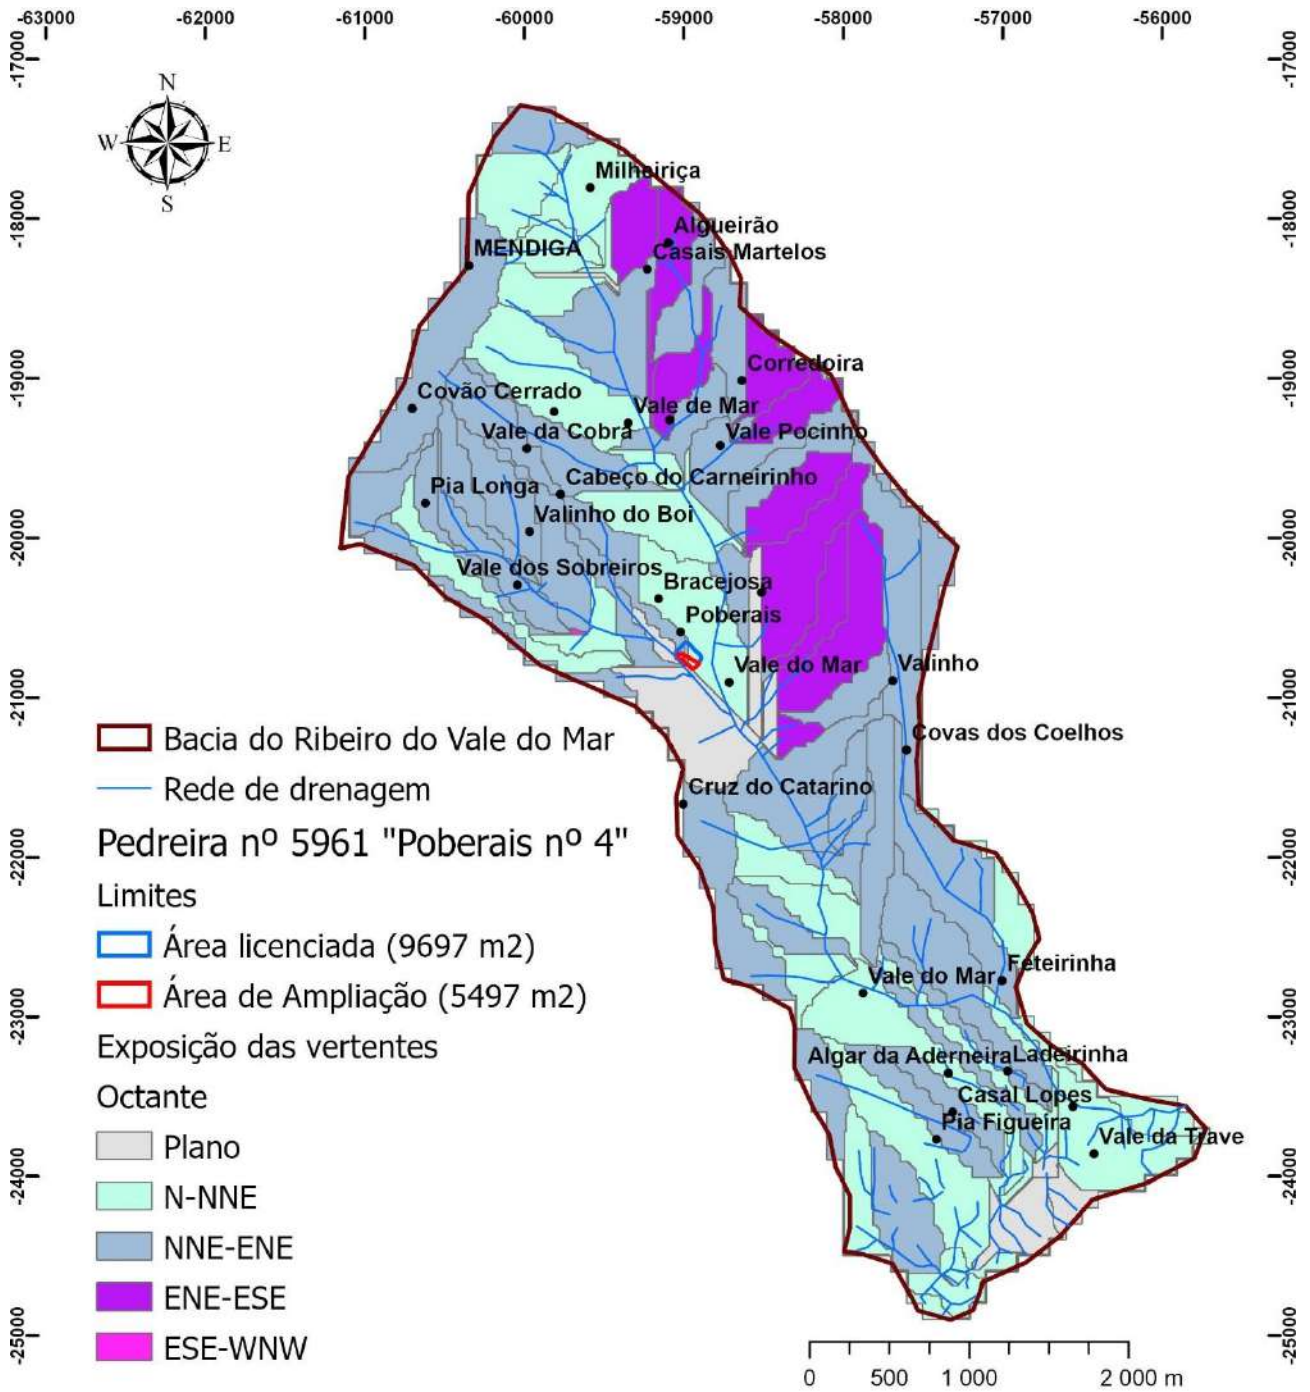 -63000 -62000 -61000 -60000 -59000 -58000 -57000 -56000
-17000 -17000
N
W E
S
Milheiriça
-18000 -18000
Algueirão
MENDIGA
Casais Martelos
Corredoira
-19000 -19000
Covão Cerrado
Vale de Mar
Vale da Cobra
Vale Pocinho
Cabeço do Carneirinho
Pia Longa
Valinho do Boi
-20000 -20000
Vale dos Sobreiros
Bracejosa
Poberais
Vale do Mar
Valinho
-21000 -21000
Covas dos Coelhos
Bacia do Ribeiro do Vale do Mar
Rede de drenagem
Cruz do Catarino
Pedreira nº 5961 "Poberais nº 4"
-22000 -22000
Limites
Área licenciada (9697 m2)
Vale do Mar
Feteirinha
Área de Ampliação (5497 m2)
-23000 -23000
Exposição das vertentes
Algar da Aderneira
Ladeirinha
Octante
Casal Lopes
Pia Figueira
Vale da Trave
Plano
-24000 -24000
N-NNE
NNE-ENE
ENE-ESE
-25000 -25000
ESE-WNW
0 500 1 000 2 000 m